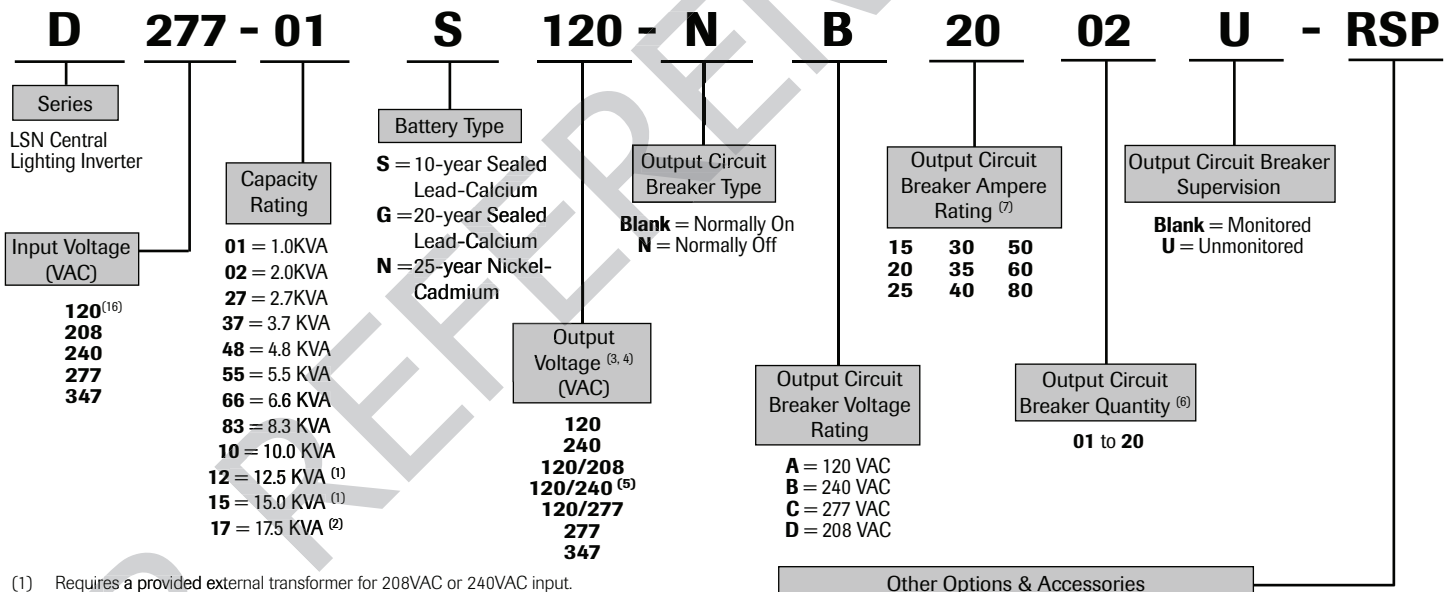 D 277 - 01 S 120 - N B 20 02 U - RSP
Series
LSN Central
Lighting Inverter
Input Voltage
(VAC)
120(16)
208
240
277
347
Capacity
Rating
01 = 1.0KVA
02 = 2.0KVA
27 = 2.7KVA
37 = 3.7 KVA
48 = 4.8 KVA
55 = 5.5 KVA
66 = 6.6 KVA
83 = 8.3 KVA
10 = 10.0 KVA
12 = 12.5 KVA (1)
15 = 15.0 KVA (1)
17 = 17.5 KVA (2)
Battery Type
S = 10-year Sealed
Lead-Calcium
G = 20-year Sealed
Lead-Calcium
N = 25-year Nickel-
Cadmium
Output
Voltage (3, 4)
(VAC)
120
240
120/208
120/240 (5)
120/277
277
347
Output Circuit
Breaker Type
Blank = Normally On
N = Normally Off
Output Circuit
Breaker Voltage
Rating
A = 120 VAC
B = 240 VAC
C = 277 VAC
D = 208 VAC
Output Circuit
Breaker Ampere
Rating (7)
15 30 50
20 35 60
25 40 80
Output Circuit
Breaker Quantity (6)
01 to 20
Output Circuit Breaker
Supervision
Blank = Monitored
U = Unmonitored
(1) Requires a provided external transformer for 208VAC or 240VAC input.
Other Options & Accessories